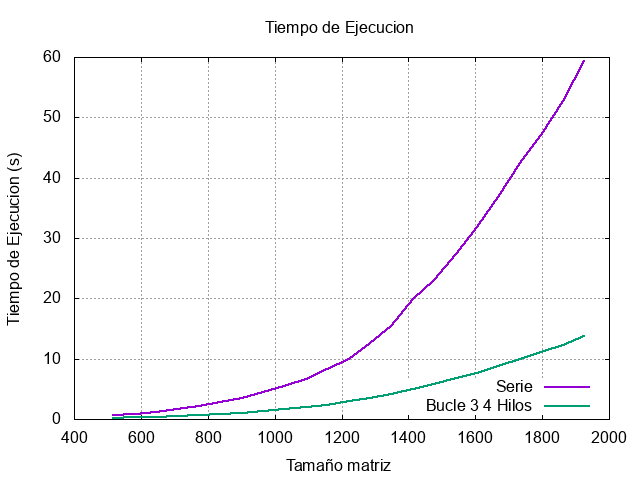 Tiempo de Ejecucion
60
50
40
30
20
10
0
Tiempo de Ejecucion (s)
Serie
Bucle 3 4 Hilos
400 600 800 1000 1200 1400 1600 1800 2000
Tamaño matriz